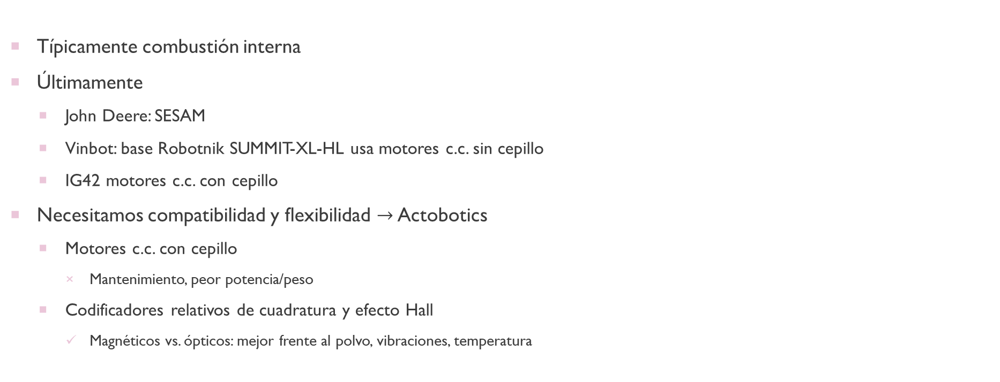 Típicamente combustión interna
Últimamente
John Deere: SESAM
Vinbot: base Robotnik SUMMIT-XL-HL usa motores c.c. sin cepillo
IG42 motores c.c. con cepillo
Necesitamos compatibilidad y flexibilidad → Actobotics
Motores c.c. con cepillo
Mantenimiento, peor potencia/peso
Codificadores relativos de cuadratura y efecto Hall
Magnéticos vs. ópticos: mejor frente al polvo, vibraciones, temperatura